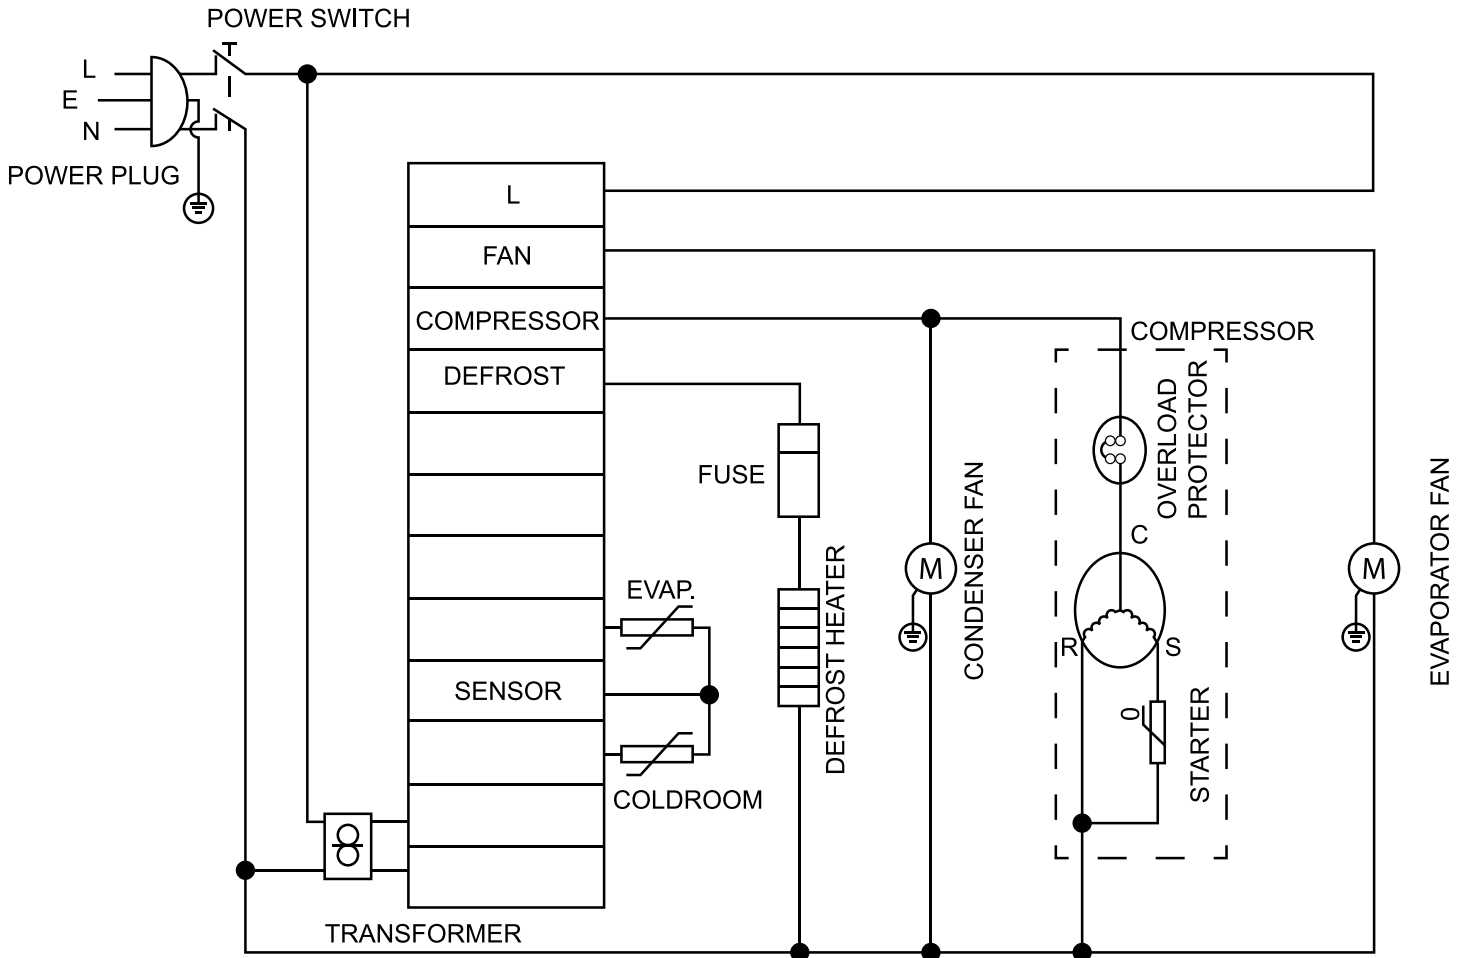 POWER SWITCH
L
E
N
POWER PLUG
L
FAN
COMPRESSOR
DEFROST
SENSOR
EVAP.
COLDROOM
TRANSFORMER
FUSE
DEFROST HEATER
M
CONDENSER FAN
COMPRESSOR
OVERLOAD
PROTECTOR
C
R
S
0
STARTER
M
EVAPORATOR FAN